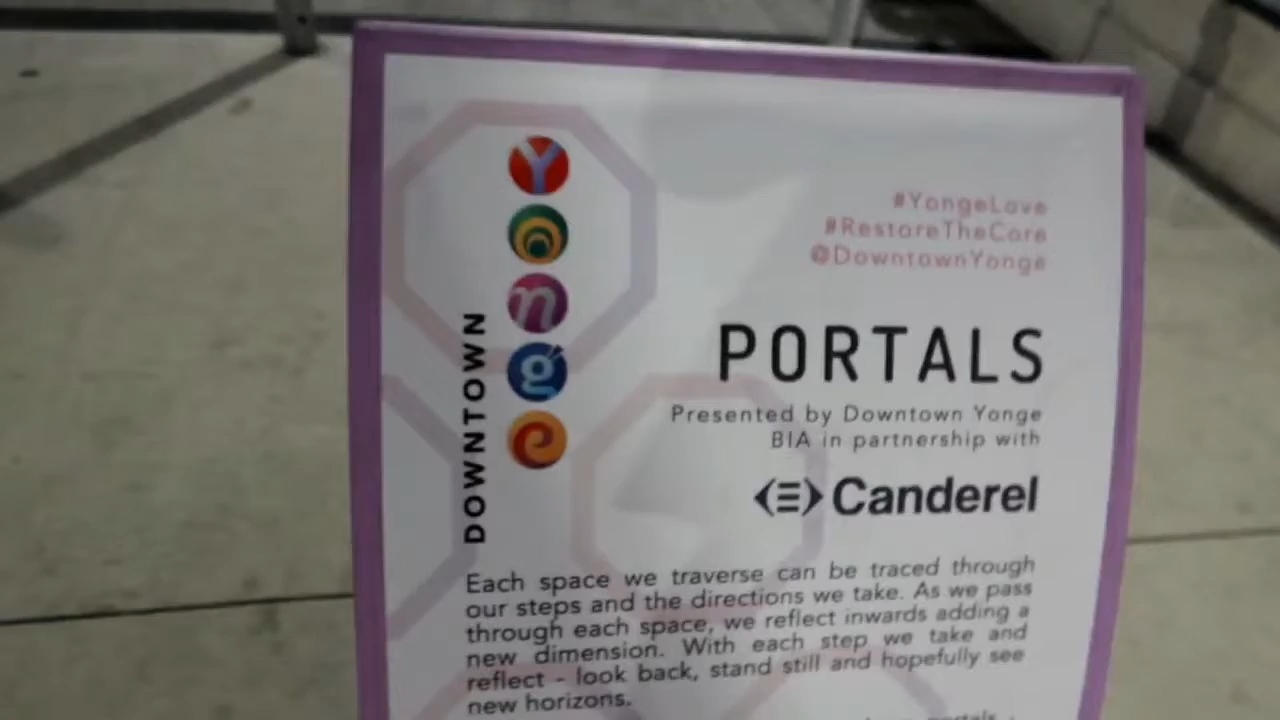 #YongeLove
#RestoreTheCore
@DowntownYonge
DOWNTOWN
Yonge
PORTALS
Presented by Downtown Yonge
BIA in partnership with
Canderel
Each space we traverse can be traced through
our steps and the directions we take. As we pass
through each space, we reflect inwards adding a
new dimension. With each step we take and
reflect - look back, stand still and hopefully see
new horizons.
portals